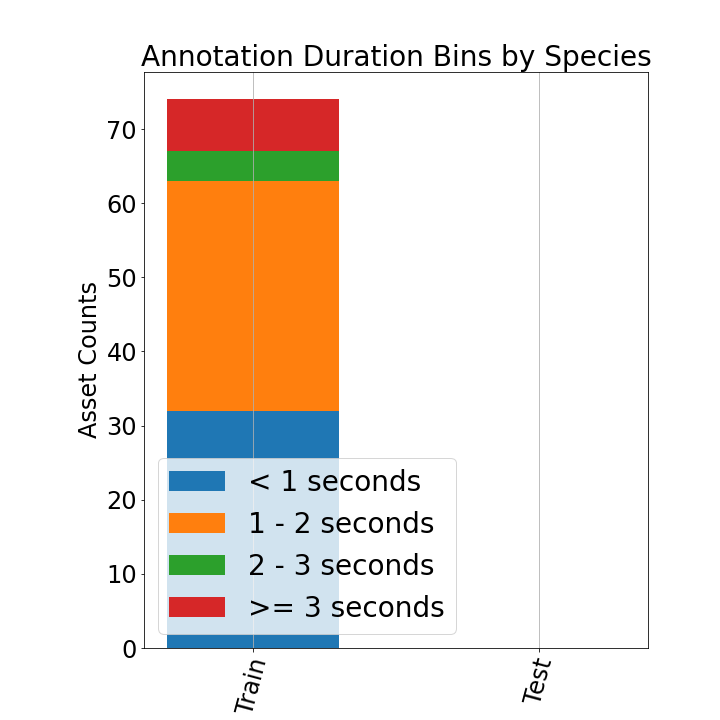 Annotation Duration Bins by Species
Asset Counts
70
60
50
40
30
20
10
0
< 1 seconds
1 - 2 seconds
2 - 3 seconds
>= 3 seconds
Train
Test